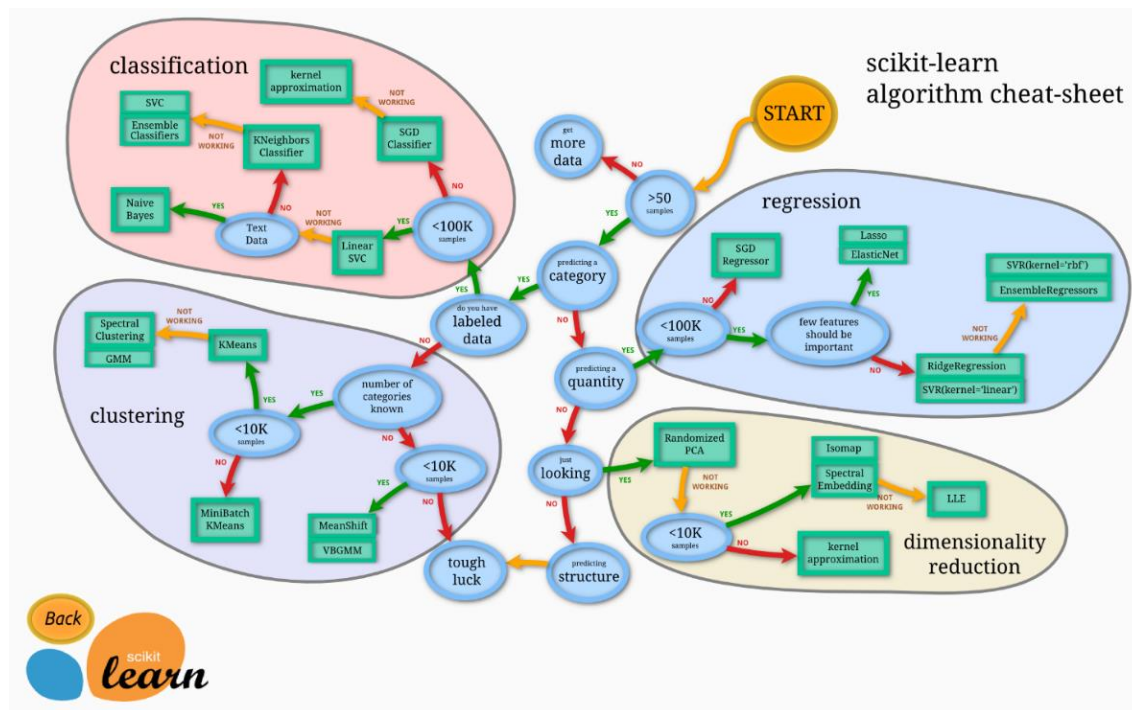 scikit-learn
algorithm cheat-sheet
START
>50
samples
NO
get
more
data
YES
predicting a
category
YES
do you have
labeled
data
YES
classification
<100K
samples
NO
SGD
Classifier
NOT
WORKING
kernel
approximation
YES
Linear
SVC
NOT
WORKING
Text
Data
YES
Naive
Bayes
NO
KNeighbors
Classifier
NOT
WORKING
SVC
Ensemble
Classifiers
NO
clustering
number of
categories
known
YES
<10K
samples
YES
KMeans
NOT
WORKING
Spectral
Clustering
GMM
NO
MiniBatch
KMeans
NO
<10K
samples
YES
MeanShift
VBGMM
NO
tough
luck
NO
predicting a
quantity
YES
regression
<100K
samples
NO
SGD
Regressor
YES
few features
should be
important
YES
Lasso
ElasticNet
NO
RidgeRegression
SVR(kernel='linear')
NOT
WORKING
SVR(kernel='rbf')
EnsembleRegressors
NO
just
looking
YES
dimensionality
reduction
Randomized
PCA
NOT
WORKING
<10K
samples
YES
Isomap
Spectral
Embedding
NOT
WORKING
LLE
NO
kernel
approximation
NO
predicting
structure
Back
scikit
learn